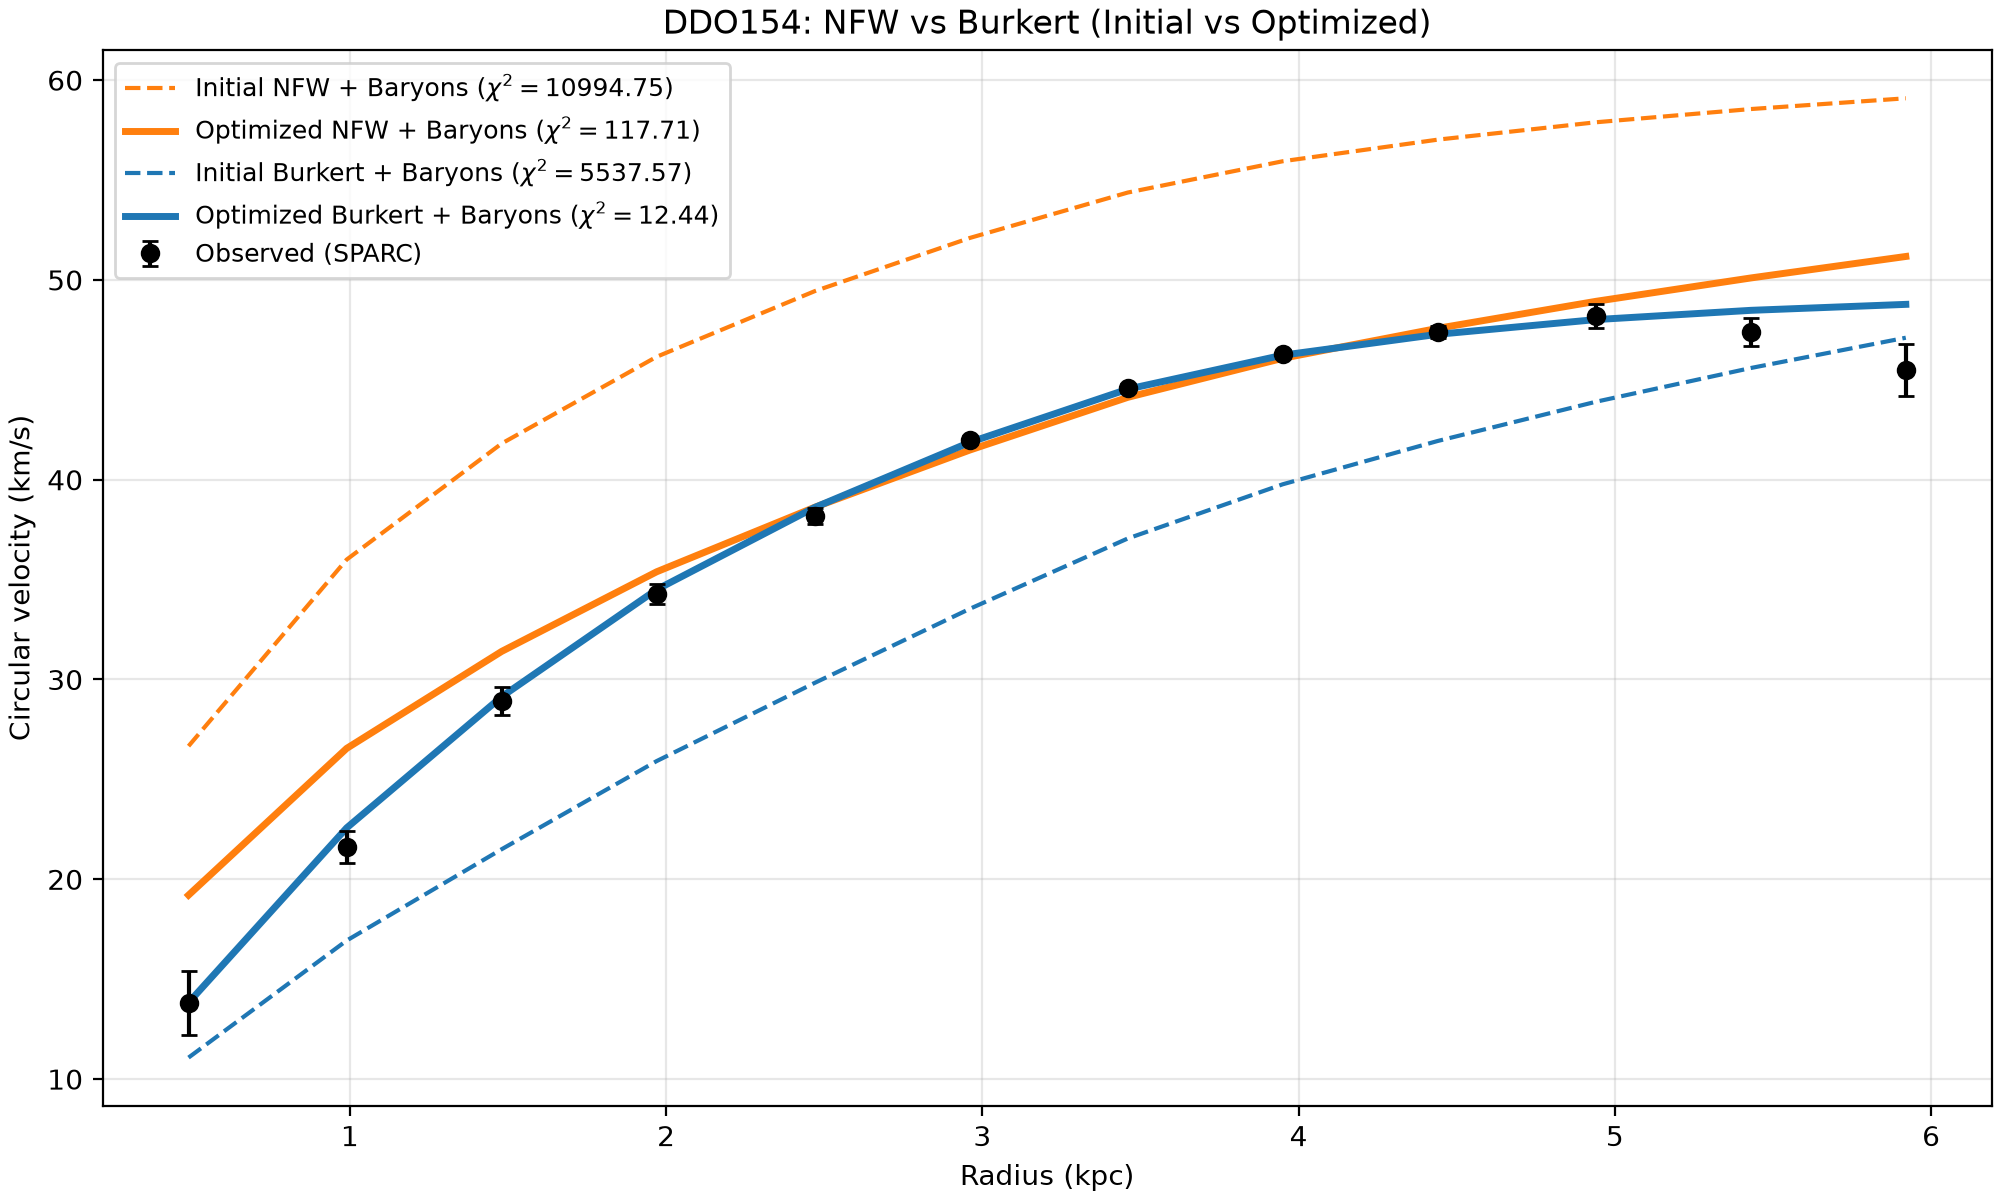 DDO154: NFW vs Burkert (Initial vs Optimized)
Initial NFW + Baryons (χ² = 10994.75)
Optimized NFW + Baryons (χ² = 117.71)
Initial Burkert + Baryons (χ² = 5537.57)
Optimized Burkert + Baryons (χ² = 12.44)
Observed (SPARC)
Circular velocity (km/s)
60
50
40
30
20
10
1 2 3 4 5 6
Radius (kpc)